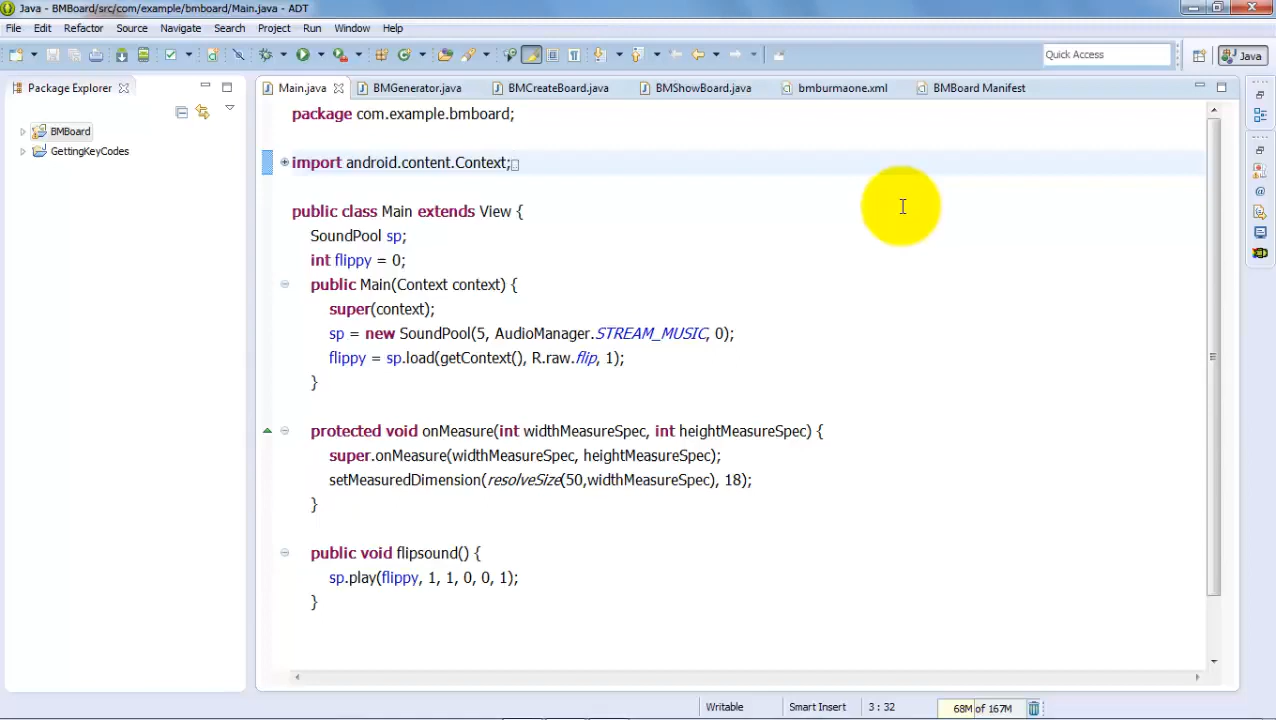 Java - BMBoard/src/com/example/bmboard/Main.java - ADT
File Edit Refactor Source Navigate Search Project Run Window Help
Quick Access
Java
Package Explorer
BMBoard
GettingKeyCodes
Main.java BMGenerator.java BMCreateBoard.java BMShowBoard.java bmburmaone.xml BMBoard Manifest
package com.example.bmboard;
import android.content.Context;
public class Main extends View {
SoundPool sp;
int flippy = 0;
public Main(Context context) {
super(context);
sp = new SoundPool(5, AudioManager.STREAM_MUSIC, 0);
flippy = sp.load(getContext(), R.raw.flip, 1);
}
protected void onMeasure(int widthMeasureSpec, int heightMeasureSpec) {
super.onMeasure(widthMeasureSpec, heightMeasureSpec);
setMeasuredDimension(resolveSize(50,widthMeasureSpec), 18);
}
public void flipsound() {
sp.play(flippy, 1, 1, 0, 0, 1);
}
Writable Smart Insert 3 : 32 68M of 167M